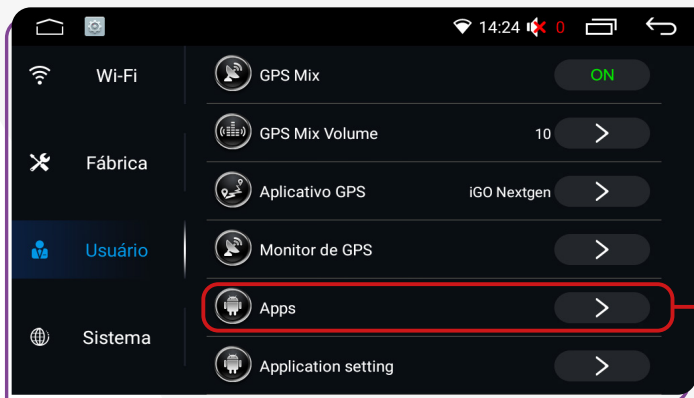 14:24 0
Wi-Fi
Fábrica
Usuário
Sistema
GPS Mix ON
GPS Mix Volume 10
Aplicativo GPS iGO Nextgen
Monitor de GPS
Apps
Application setting